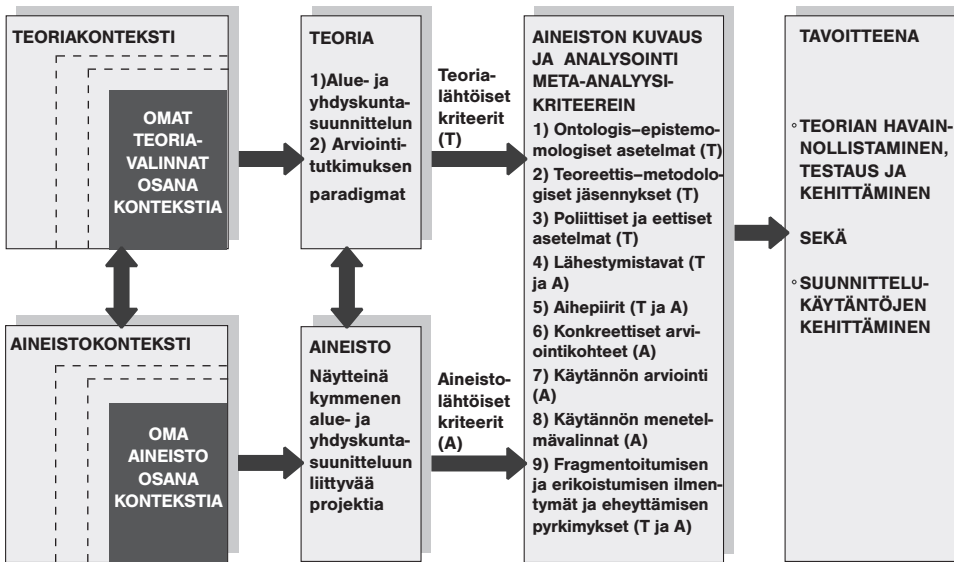 TEORIAKONTEKSTI
OMAT
TEORIA-
VALINNAT
OSANA
KONTEKSTIA
AINEISTOKONTEKSTI
OMA
AINEISTO
OSANA
KONTEKSTIA
TEORIA
1)Alue- ja
yhdyskunta-
suunnittelun
2) Arviointi-
tutkimuksen
paradigmat
AINEISTO
Näytteinä
kymmenen
alue- ja
yhdyskunta-
suunitteluun
liittyvää
projektia
Teoria-
lähtöiset
kriteerit
(T)
Aineisto-
lähtöiset
kriteerit
(A)
AINEISTON KUVAUS
JA ANALYSOINTI
META-ANALYYSI-
KRITEEREIN
1) Ontologis–epistemo-
mologiset asetelmat (T)
2) Teoreettis–metodolo-
giset jäsennykset (T)
3) Poliittiset ja eettiset
asetelmat (T)
4) Lähestymistavat (T
ja A)
5) Aihepiirit (T ja A)
6) Konkreettiset arvi-
ointikohteet (A)
7) Käytännön arviointi
(A)
8) Käytännön menetel-
mävalinnat (A)
9) Fragmentoitumisen
ja erikoistumisen ilmen-
tymät ja eheyttämisen
pyrkimykset (T ja A)
TAVOITTEENA
°TEORIAN HAVAIN-
NOLLISTAMINEN,
TESTAUS JA
KEHITTÄMINEN
SEKÄ
°SUUNNITTELU-
KÄYTÄNTÖJEN
KEHITTÄMINEN